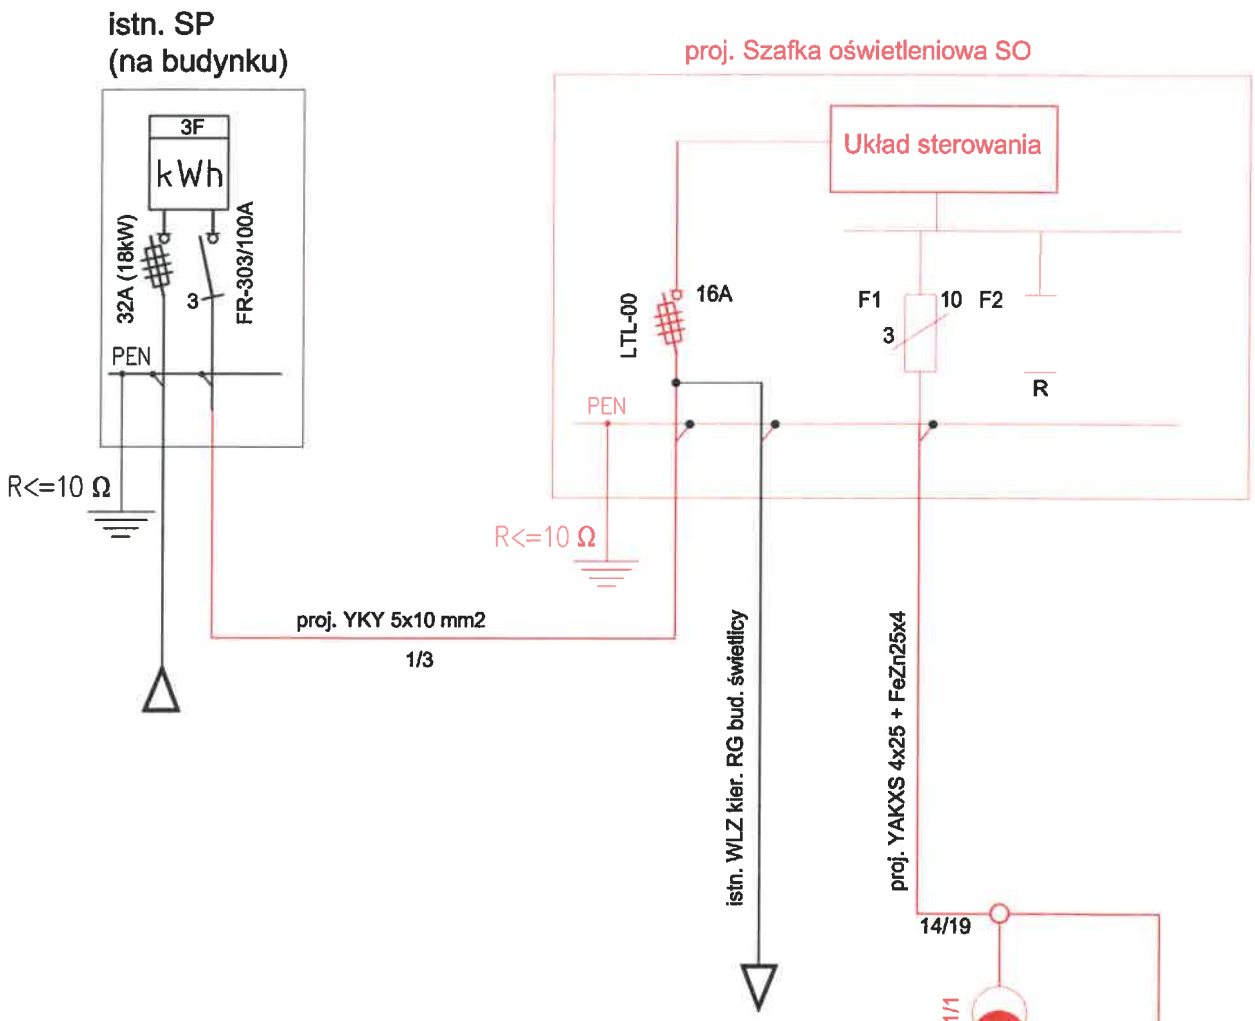 istn. SP
(na budynku)
proj. Szafka oświetleniowa SO
3F
kWh
Układ sterowania
32A (18kW)
FR-303/100A
3
LTL-00
16A
F1
10
F2
3
R
PEN
PEN
R<=10 Ω
R<=10 Ω
proj. YKY 5x10 mm2
1/3
istn. WLZ kier. RG bud. świetlicy
proj. YAKXS 4x25 + FeZn25x4
14/19
1/1